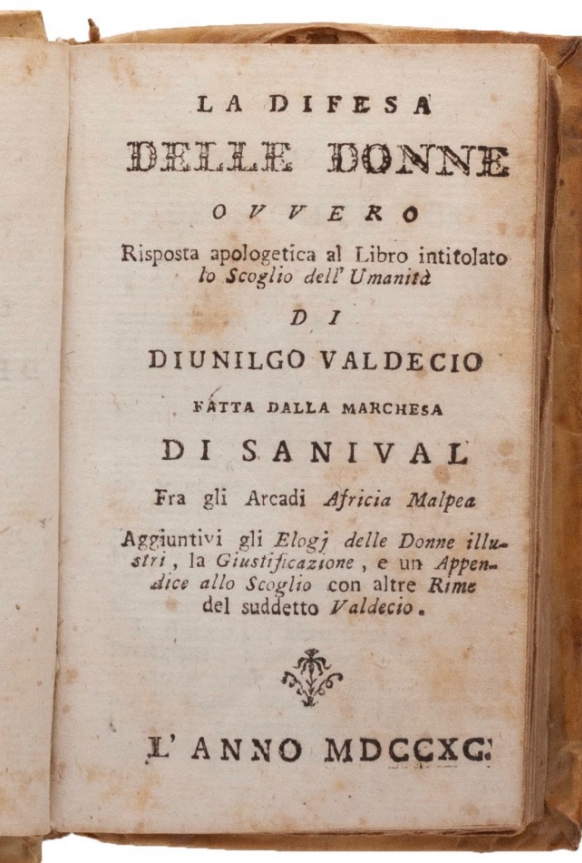 LA DIFESA
DELLE DONNE
OVVERO
Risposta apologetica al Libro intitolato
lo Scoglio dell' Umanità
DI
DIUNILGO VALDECIO
FATTA DALLA MARCHESA
DI SANIVAL
Fra gli Arcadi Africia Malpea
Aggiuntivi gli Elogj delle Donne illu-
stri, la Giustificazione, e un Appen-
dice allo Scoglio con altre Rime
del suddetto Valdecio.
L' ANNO MDCCXC.